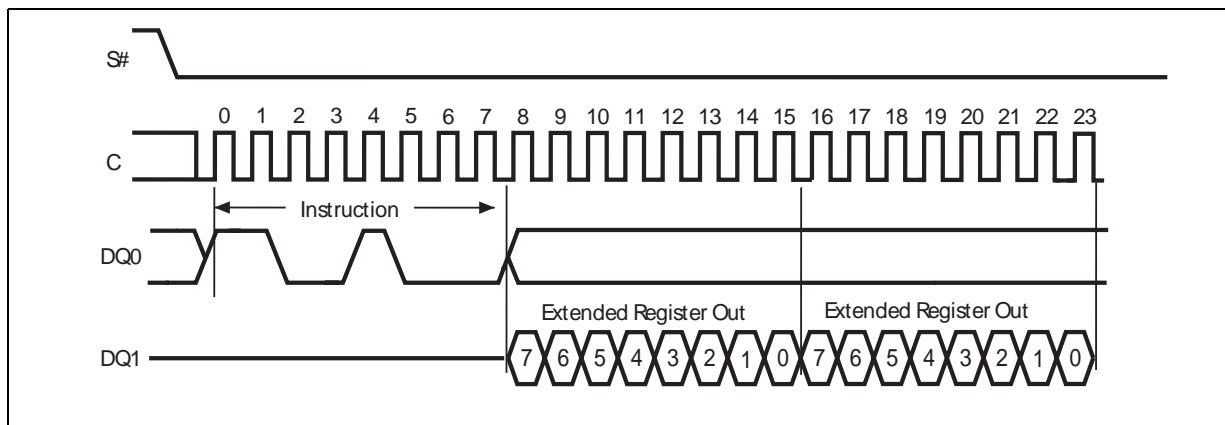 S#
0 1 2 3 4 5 6 7 8 9 10 11 12 13 14 15 16 17 18 19 20 21 22 23
C
Instruction
DQ0
Extended Register Out Extended Register Out
DQ1 7 6 5 4 3 2 1 0 7 6 5 4 3 2 1 0